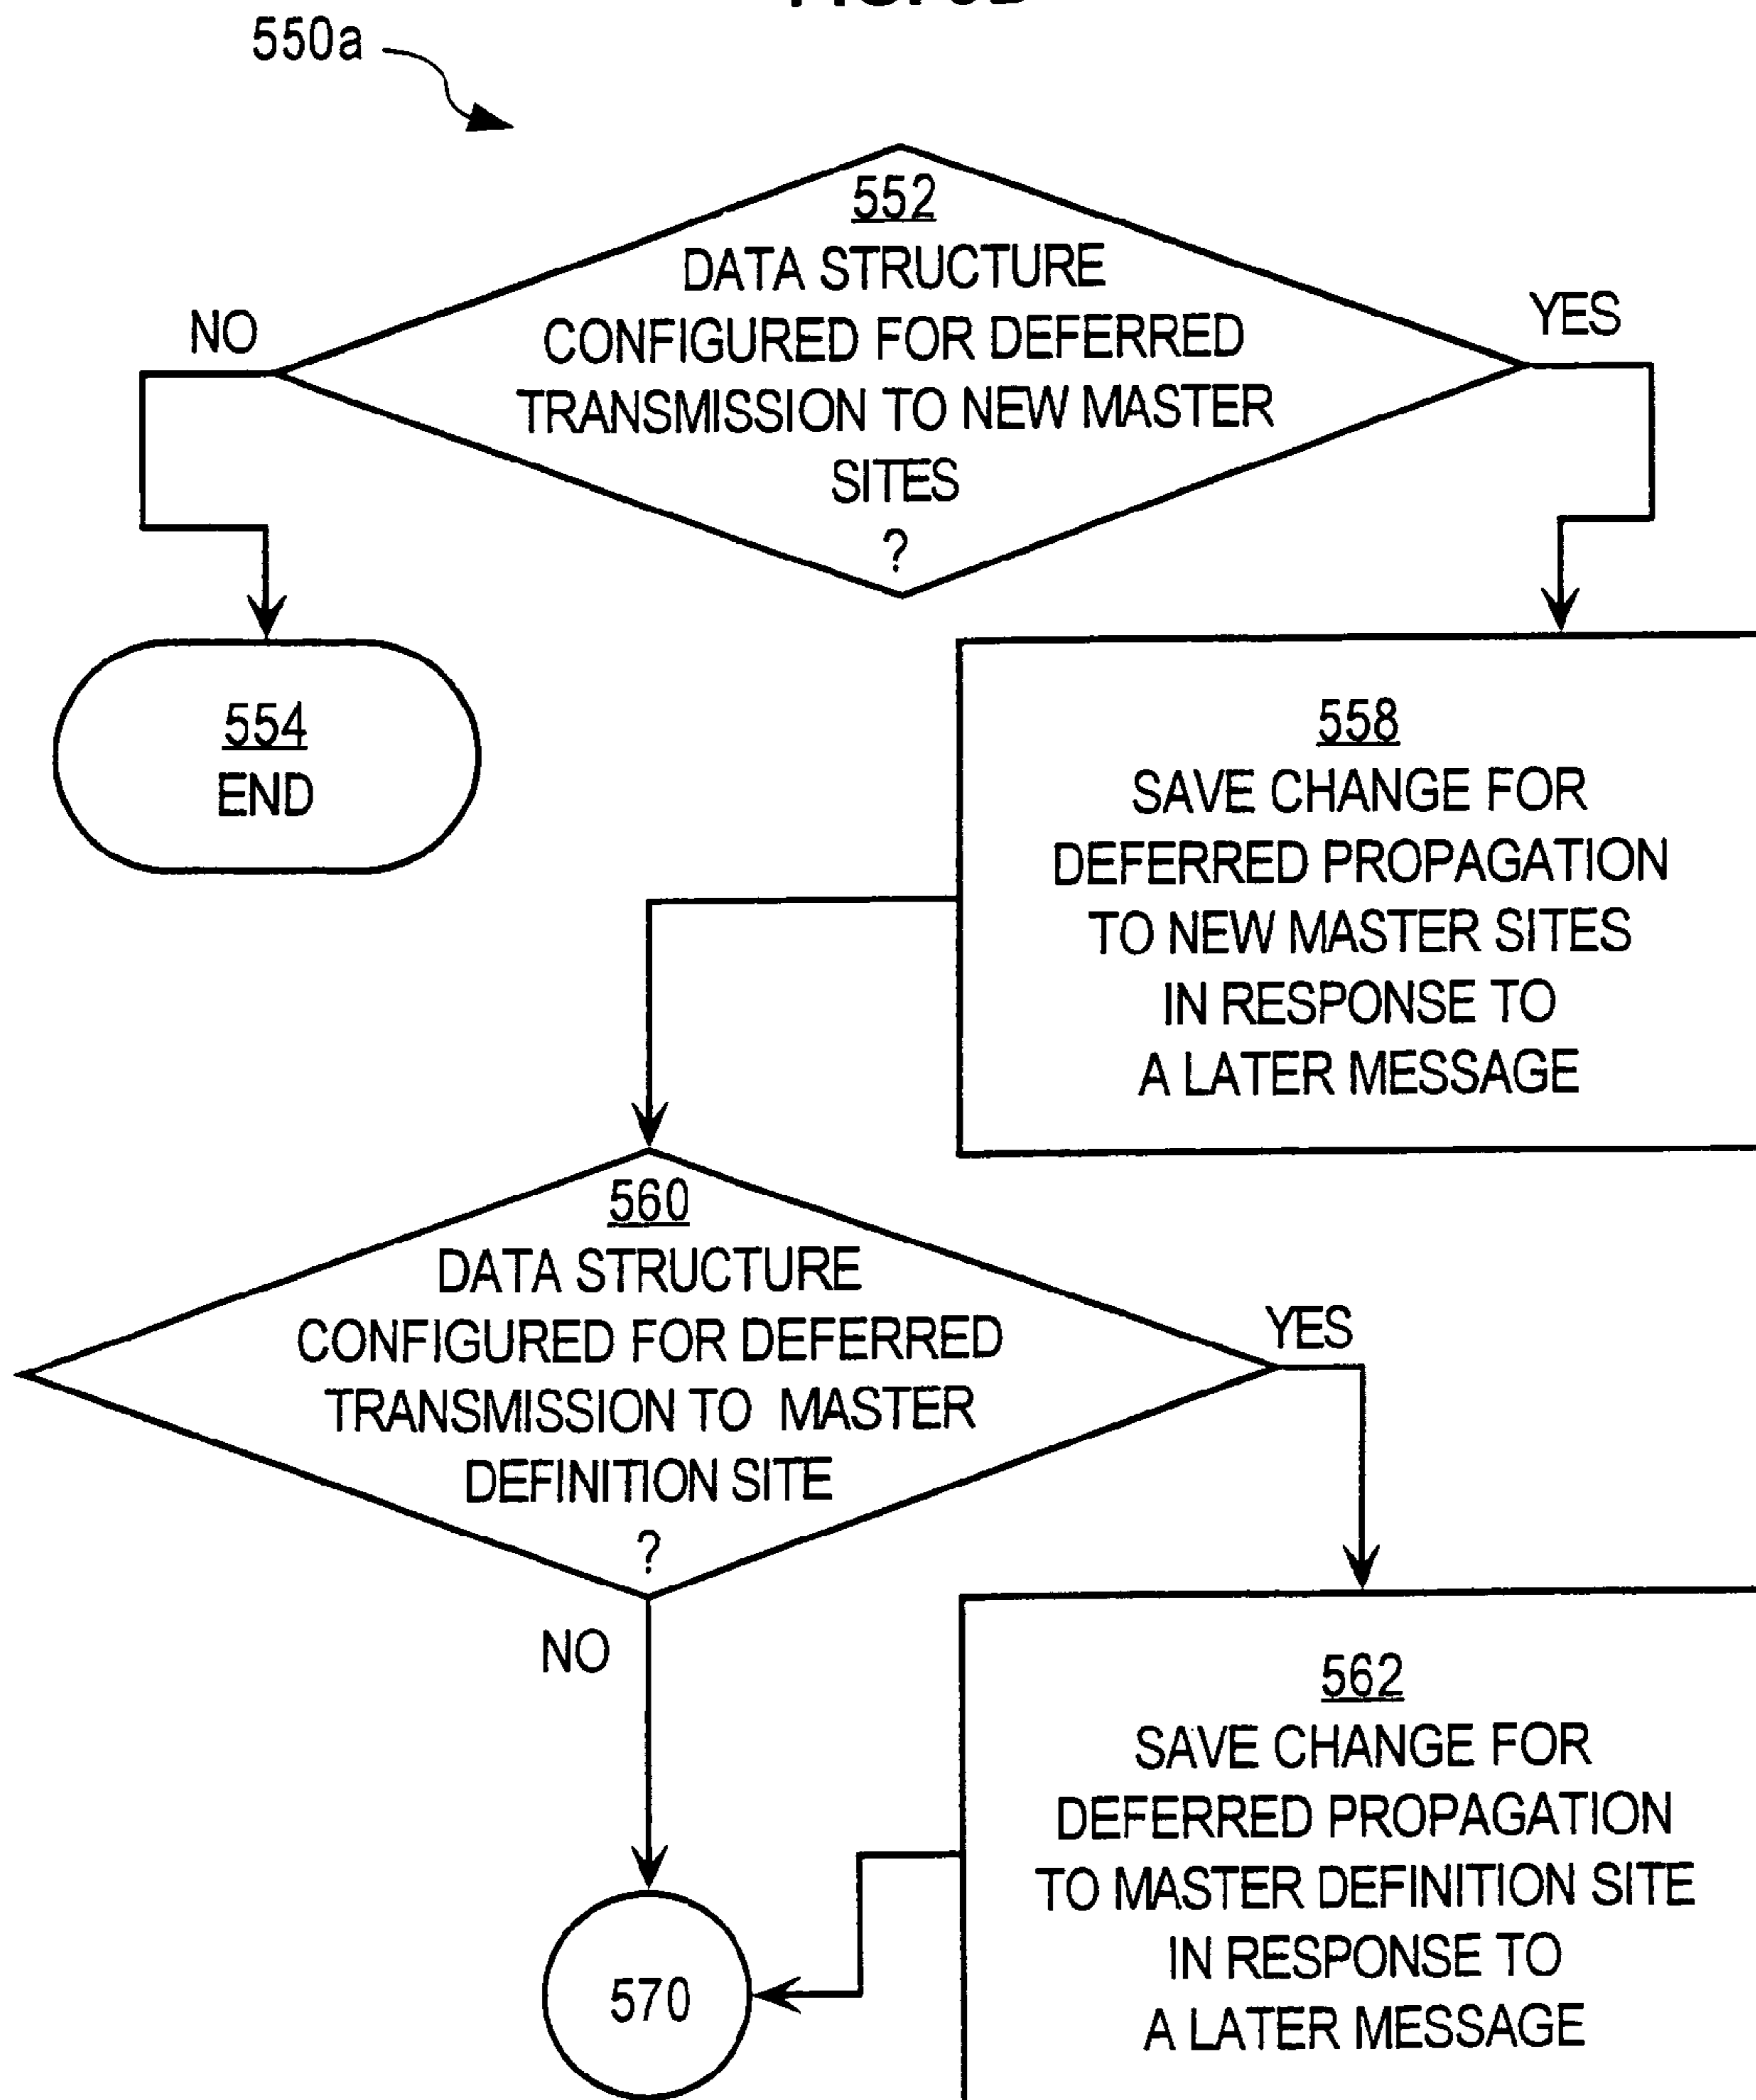 550a
552
DATA STRUCTURE
CONFIGURED FOR DEFERRED
TRANSMISSION TO NEW MASTER
SITES
?
NO
YES
554
END
558
SAVE CHANGE FOR
DEFERRED PROPAGATION
TO NEW MASTER SITES
IN RESPONSE TO
A LATER MESSAGE
560
DATA STRUCTURE
CONFIGURED FOR DEFERRED
TRANSMISSION TO MASTER
DEFINITION SITE
?
YES
NO
562
SAVE CHANGE FOR
DEFERRED PROPAGATION
TO MASTER DEFINITION SITE
IN RESPONSE TO
A LATER MESSAGE
570